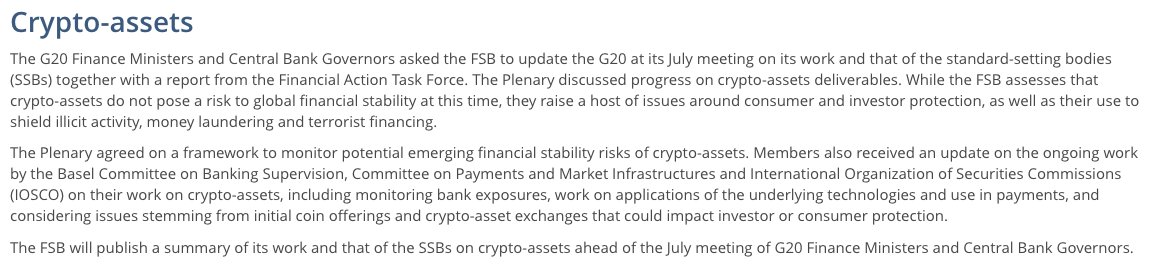 Crypto-assets
The G20 Finance Ministers and Central Bank Governors asked the FSB to update the G20 at its July meeting on its work and that of the standard-setting bodies
(SSBs) together with a report from the Financial Action Task Force. The Plenary discussed progress on crypto-assets deliverables. While the FSB assesses that
crypto-assets do not pose a risk to global financial stability at this time, they raise a host of issues around consumer and investor protection, as well as their use to
shield illicit activity, money laundering and terrorist financing.
The Plenary agreed on a framework to monitor potential emerging financial stability risks of crypto-assets. Members also received an update on the ongoing work
by the Basel Committee on Banking Supervision, Committee on Payments and Market Infrastructures and International Organization of Securities Commissions
(IOSCO) on their work on crypto-assets, including monitoring bank exposures, work on applications of the underlying technologies and use in payments, and
considering issues stemming from initial coin offerings and crypto-asset exchanges that could impact investor or consumer protection.
The FSB will publish a summary of its work and that of the SSBs on crypto-assets ahead of the July meeting of G20 Finance Ministers and Central Bank Governors.